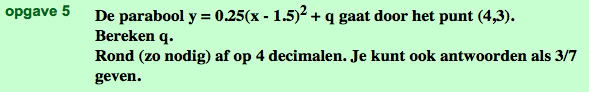 opgave 5 De parabool y = 0.25(x - 1.5)² + q gaat door het punt (4,3).
Bereken q.
Rond (zo nodig) af op 4 decimalen. Je kunt ook antwoorden als 3/7
geven.